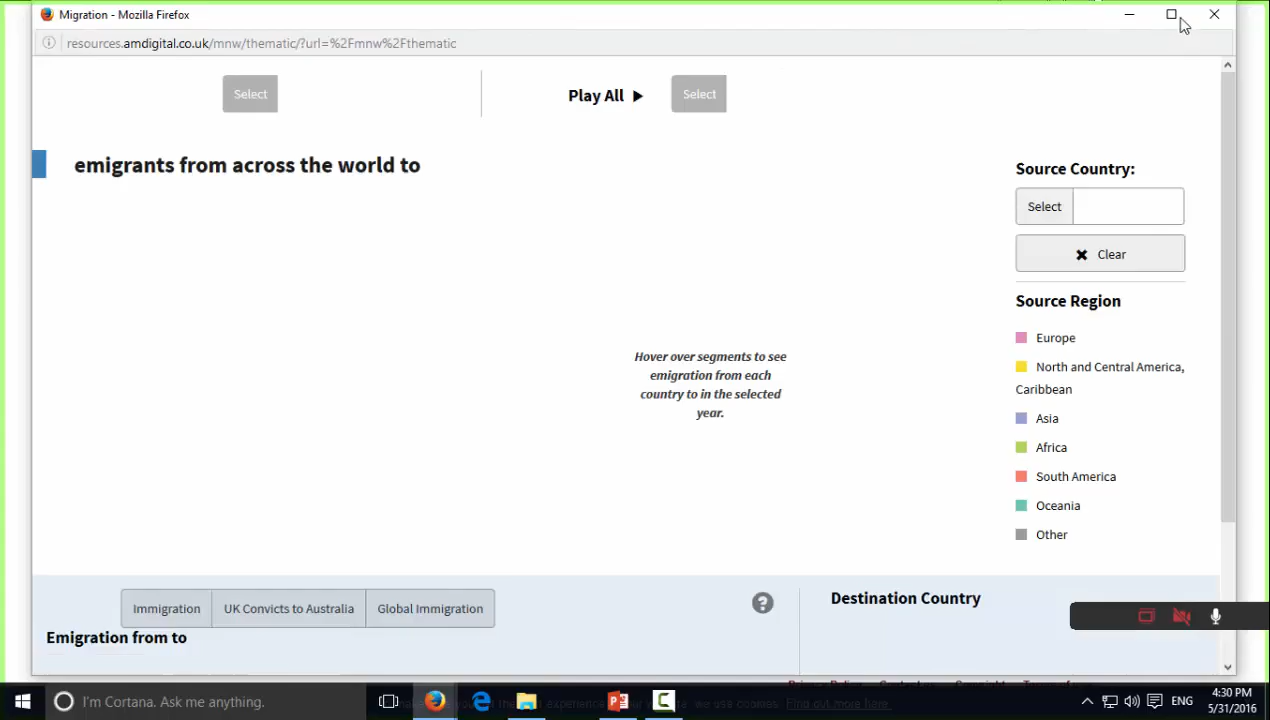 Migration - Mozilla Firefox
resources.amdigital.co.uk/mnw/thematic/?url=%2Fmnw%2Fthematic
Select
Play All
Select
emigrants from across the world to
Source Country:
Select
Clear
Source Region
Europe
North and Central America,
Caribbean
Asia
Africa
South America
Oceania
Other
Hover over segments to see
emigration from each
country to in the selected
year.
Immigration
UK Convicts to Australia
Global Immigration
?
Destination Country
Emigration from to
I'm Cortana. Ask me anything.
Find out more here
ENG
4:30 PM
5/31/2016